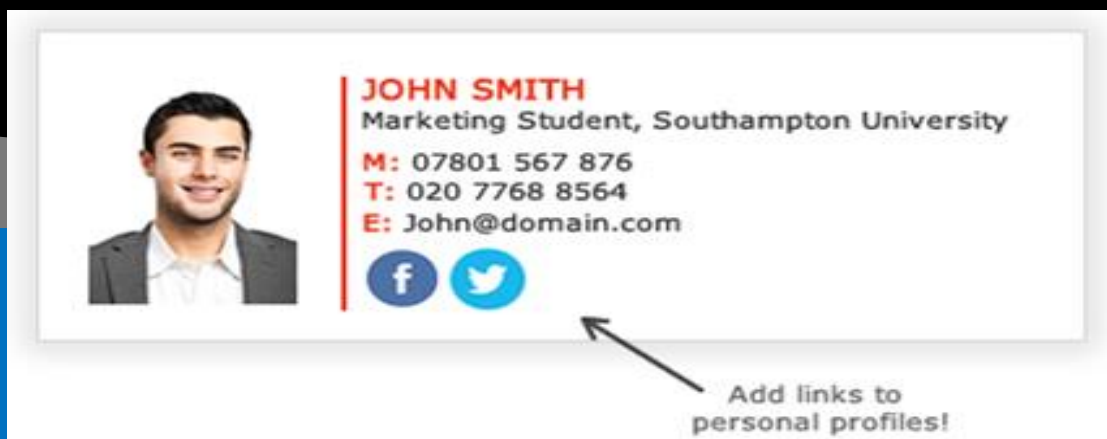 JOHN SMITH
Marketing Student, Southampton University
M: 07801 567 876
T: 020 7768 8564
E: John@domain.com
f
Add links to
personal profiles!